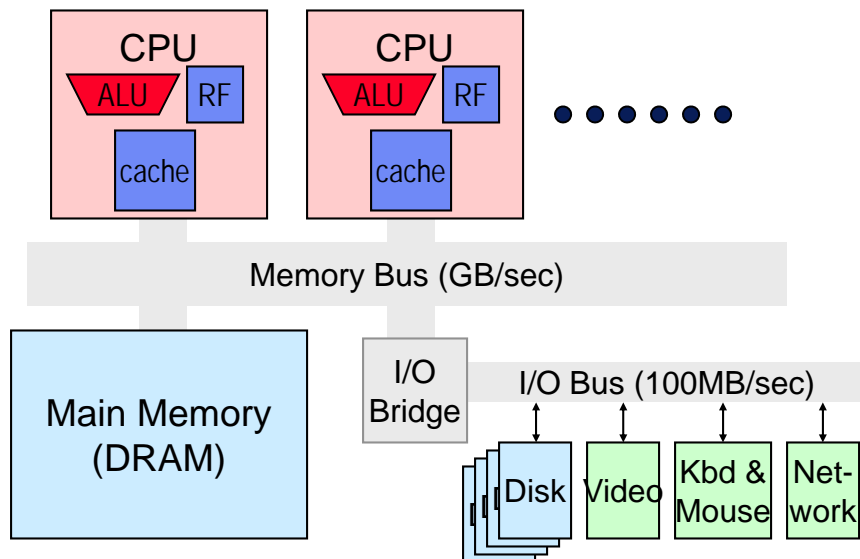 CPU
ALU
RF
cache
CPU
ALU
RF
cache
Memory Bus (GB/sec)
Main Memory
(DRAM)
I/O
Bridge
I/O Bus (100MB/sec)
Disk
Video
Kbd &
Mouse
Net-
work